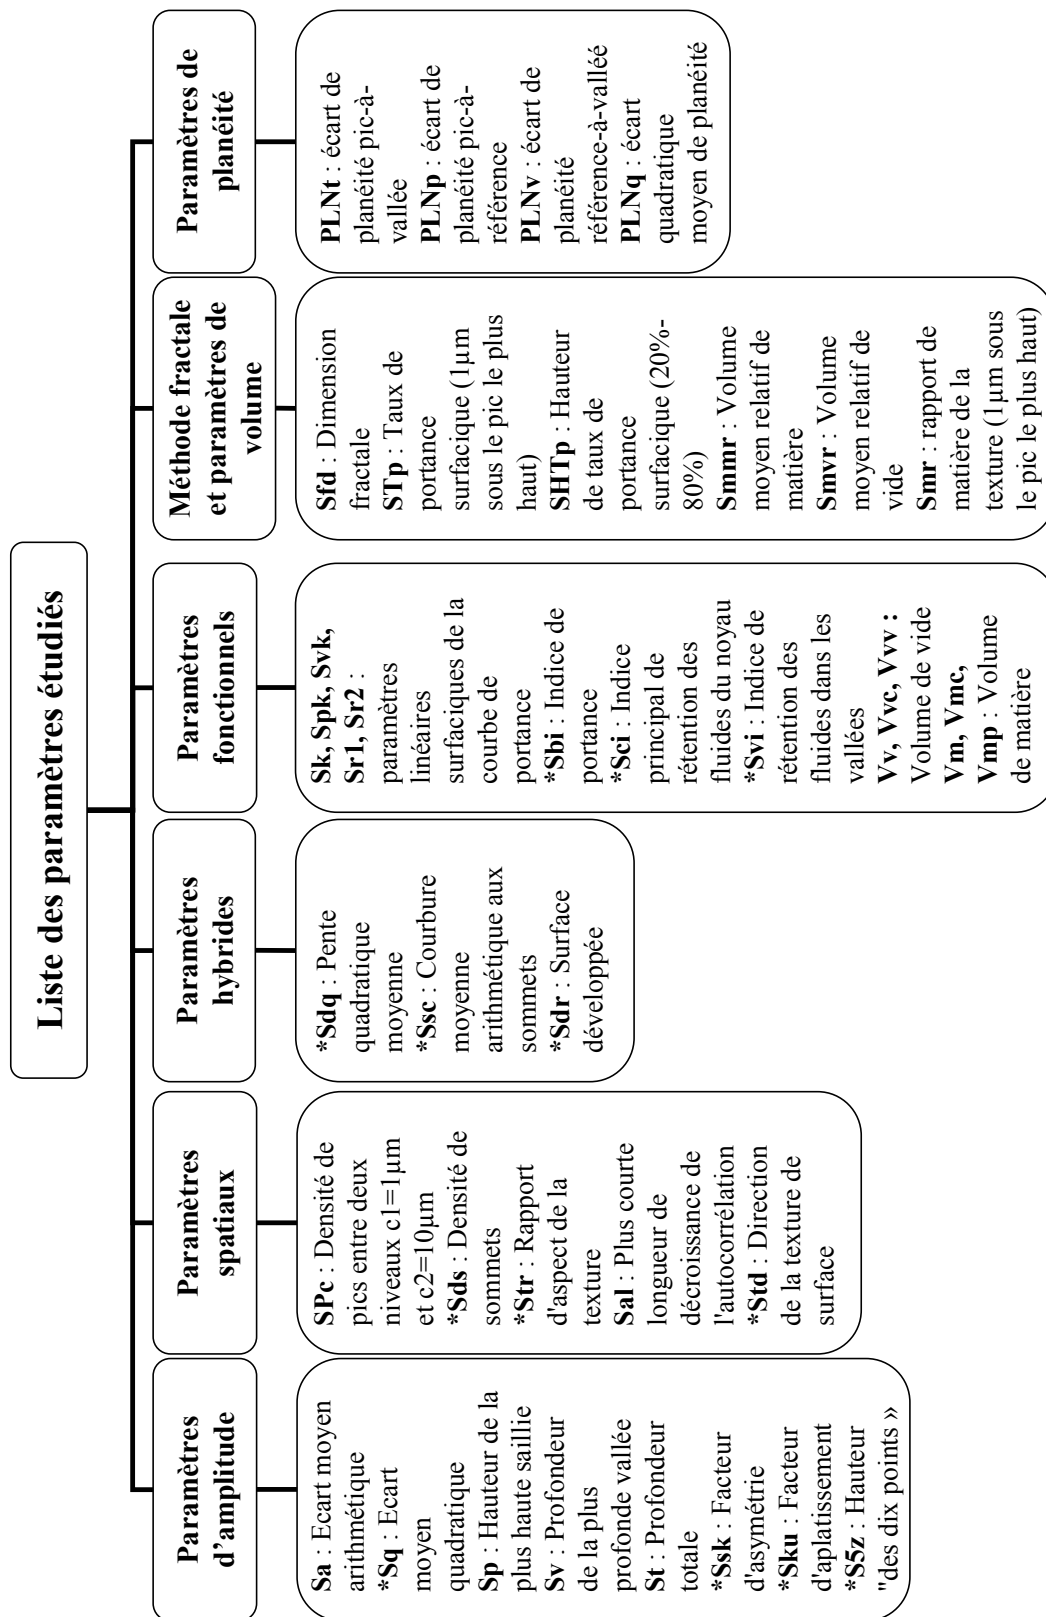 Liste des paramètres étudiés
Paramètres
d’amplitude
Sa : Ecart moyen
arithmétique
*Sq : Ecart
moyen
quadratique
Sp : Hauteur de la
plus haute saillie
Sv : Profondeur
de la plus
profonde vallée
St : Profondeur
totale
*Ssk : Facteur
d'asymétrie
*Sku : Facteur
d'aplatissement
*S5z : Hauteur
"des dix points »
Paramètres
spatiaux
SPc : Densité de
pics entre deux
niveaux c1=1µm
et c2=10µm
*Sds : Densité de
sommets
*Str : Rapport
d'aspect de la
texture
Sal : Plus courte
longueur de
décroissance de
l'autocorrélation
*Std : Direction
de la texture de
surface
Paramètres
hybrides
*Sdq : Pente
quadratique
moyenne
*Ssc : Courbure
moyenne
arithmétique aux
sommets
*Sdr : Surface
développée
Paramètres
fonctionnels
Sk, Spk, Svk,
Sr1, Sr2 :
paramètres
linéaires
surfaciques de la
courbe de
portance
*Sbi : Indice de
portance
*Sci : Indice
principal de
rétention des
fluides du noyau
*Svi : Indice de
rétention des
fluides dans les
vallées
Vv, Vvc, Vvv :
Volume de vide
Vm, Vmc,
Vmp : Volume
de matière
Méthode fractale
et paramètres de
volume
Sfd : Dimension
fractale
STp : Taux de
portance
surfacique (1µm
sous le pic le plus
haut)
SHTp : Hauteur
de taux de
portance
surfacique (20%-
80%)
Smmr : Volume
moyen relatif de
matière
Smvr : Volume
moyen relatif de
vide
Smr : rapport de
matière de la
texture (1µm sous
le pic le plus haut)
Paramètres de
planéité
PLNt : écart de
planéité pic-à-
vallée
PLNp : écart de
planéité pic-à-
référence
PLNv : écart de
planéité
référence-à-valléé
PLNq : écart
quadratique
moyen de planéité